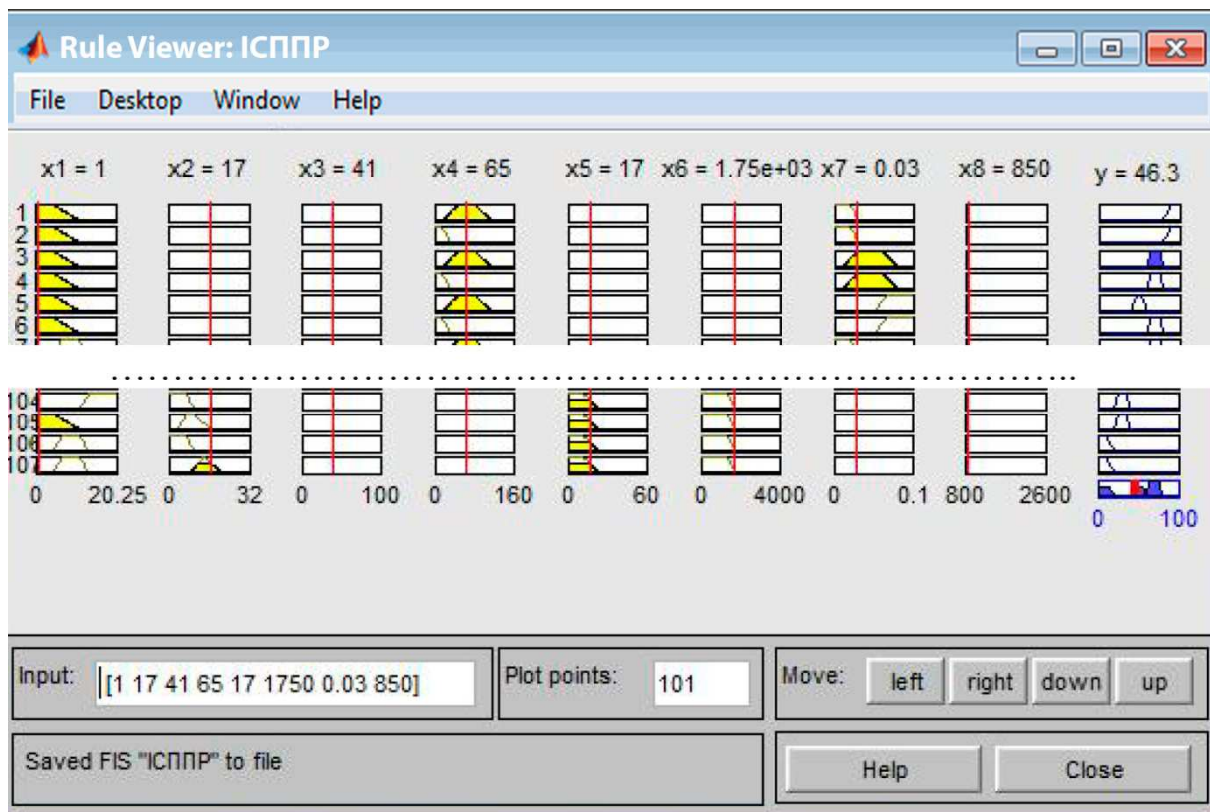 Rule Viewer: ІСППР
File Desktop Window Help
x1 = 1 x2 = 17 x3 = 41 x4 = 65 x5 = 17 x6 = 1.75e+03 x7 = 0.03 x8 = 850 y = 46.3
1
2
3
4
5
6
7
........................................................................
104
105
106
107
0 20.25 0 32 0 100 0 160 0 60 0 4000 0 0.1 800 2600
0 100
Input: [1 17 41 65 17 1750 0.03 850] Plot points: 101 Move: left right down up
Saved FIS "ІСППР" to file Help Close